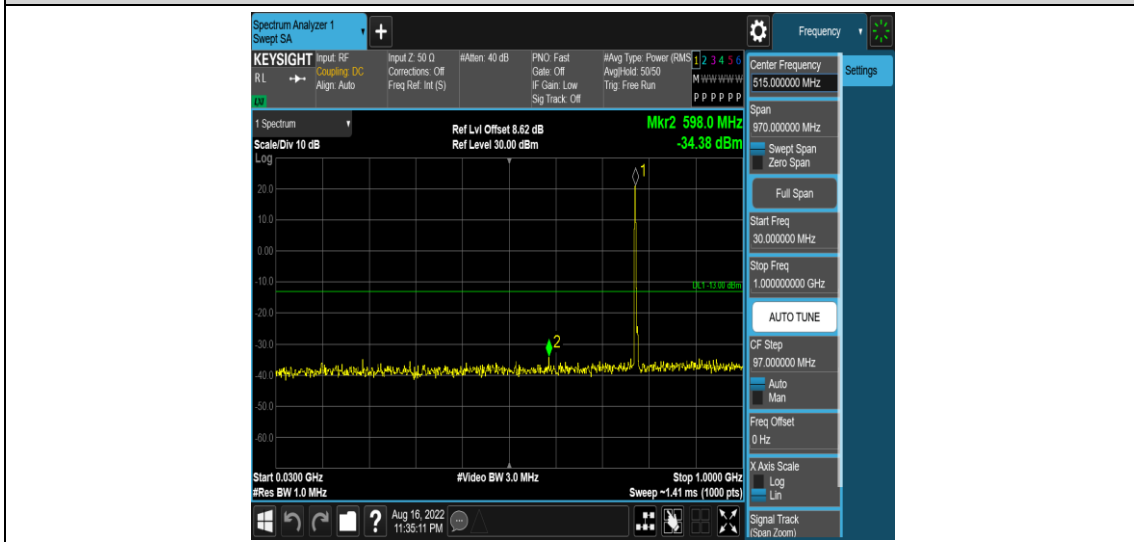 Spectrum Analyzer 1
Swept SA
+
Frequency
KEYSIGHT
RL
LXI
Input: RF
Coupling: DC
Align: Auto
Input Z: 50 Ω
Corrections: Off
Freq Ref: Int (S)
#Atten: 40 dB
PNO: Fast
Gate: Off
IF Gain: Low
Sig Track: Off
#Avg Type: Power (RMS
Avg|Hold: 50/50
Trig: Free Run
1 2 3 4 5 6
M W W W W W
P P P P P P
1 Spectrum
Scale/Div 10 dB
Log
Ref Lvl Offset 8.62 dB
Ref Level 30.00 dBm
Mkr2 598.0 MHz
-34.38 dBm
1
20.0
10.0
0.00
-10.0
DL1 -13.00 dBm
-20.0
-30.0
2
-40.0
-50.0
-60.0
Start 0.0300 GHz
#Res BW 1.0 MHz
#Video BW 3.0 MHz
Stop 1.0000 GHz
Sweep ~1.41 ms (1000 pts)
?
Aug 16, 2022
11:35:11 PM
Center Frequency
515.000000 MHz
Settings
Span
970.000000 MHz
Swept Span
Zero Span
Full Span
Start Freq
30.000000 MHz
Stop Freq
1.000000000 GHz
AUTO TUNE
CF Step
97.000000 MHz
Auto
Man
Freq Offset
0 Hz
X Axis Scale
Log
Lin
Signal Track
(Span Zoom)